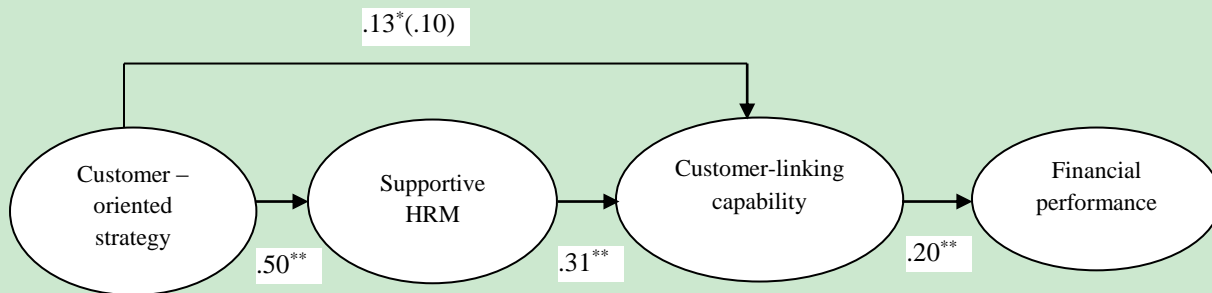 .13*(.10)
Customer –
oriented
strategy
Supportive
HRM
Customer-linking
capability
Financial
performance
.50**
.31**
.20**